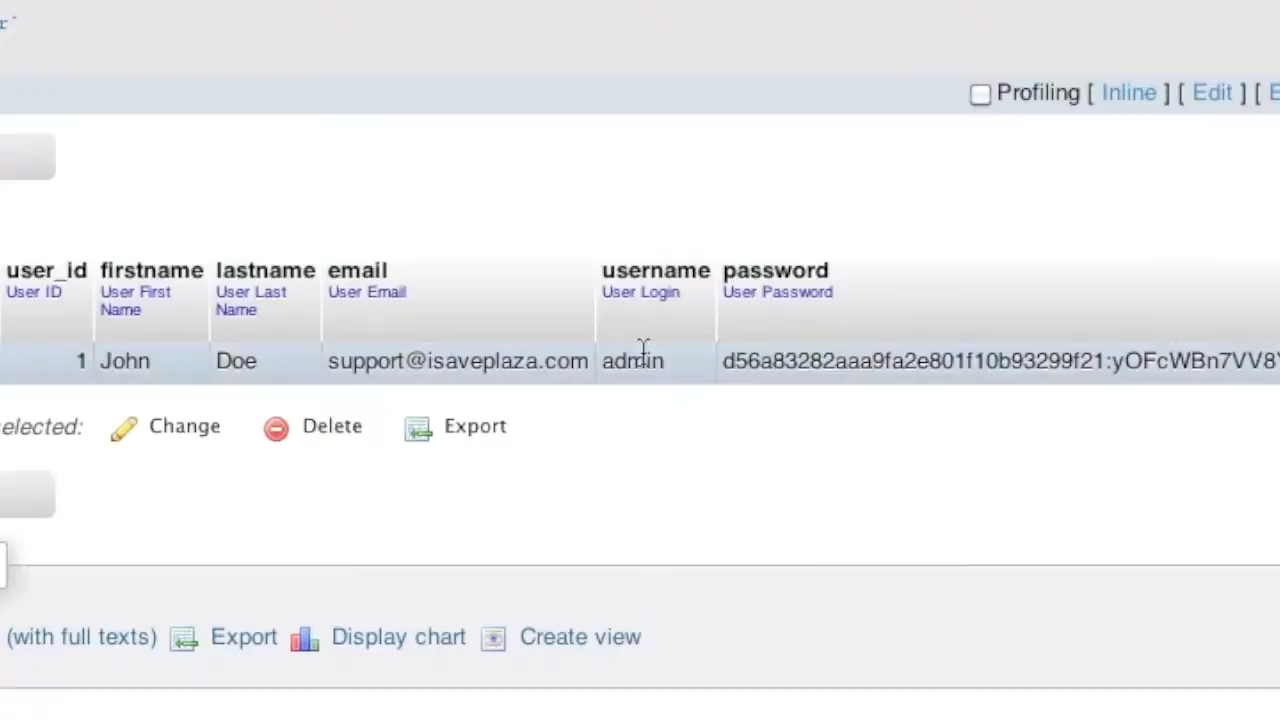 r`
Profiling [ Inline ] [ Edit ] [ E
user_id firstname lastname email username password
User ID User First Name User Last Name User Email User Login User Password
1 John Doe support@isaveplaza.com admin d56a83282aaa9fa2e801f10b93299f21:yOFcWBn7VV8Y
elected: Change Delete Export
(with full texts) Export Display chart Create view